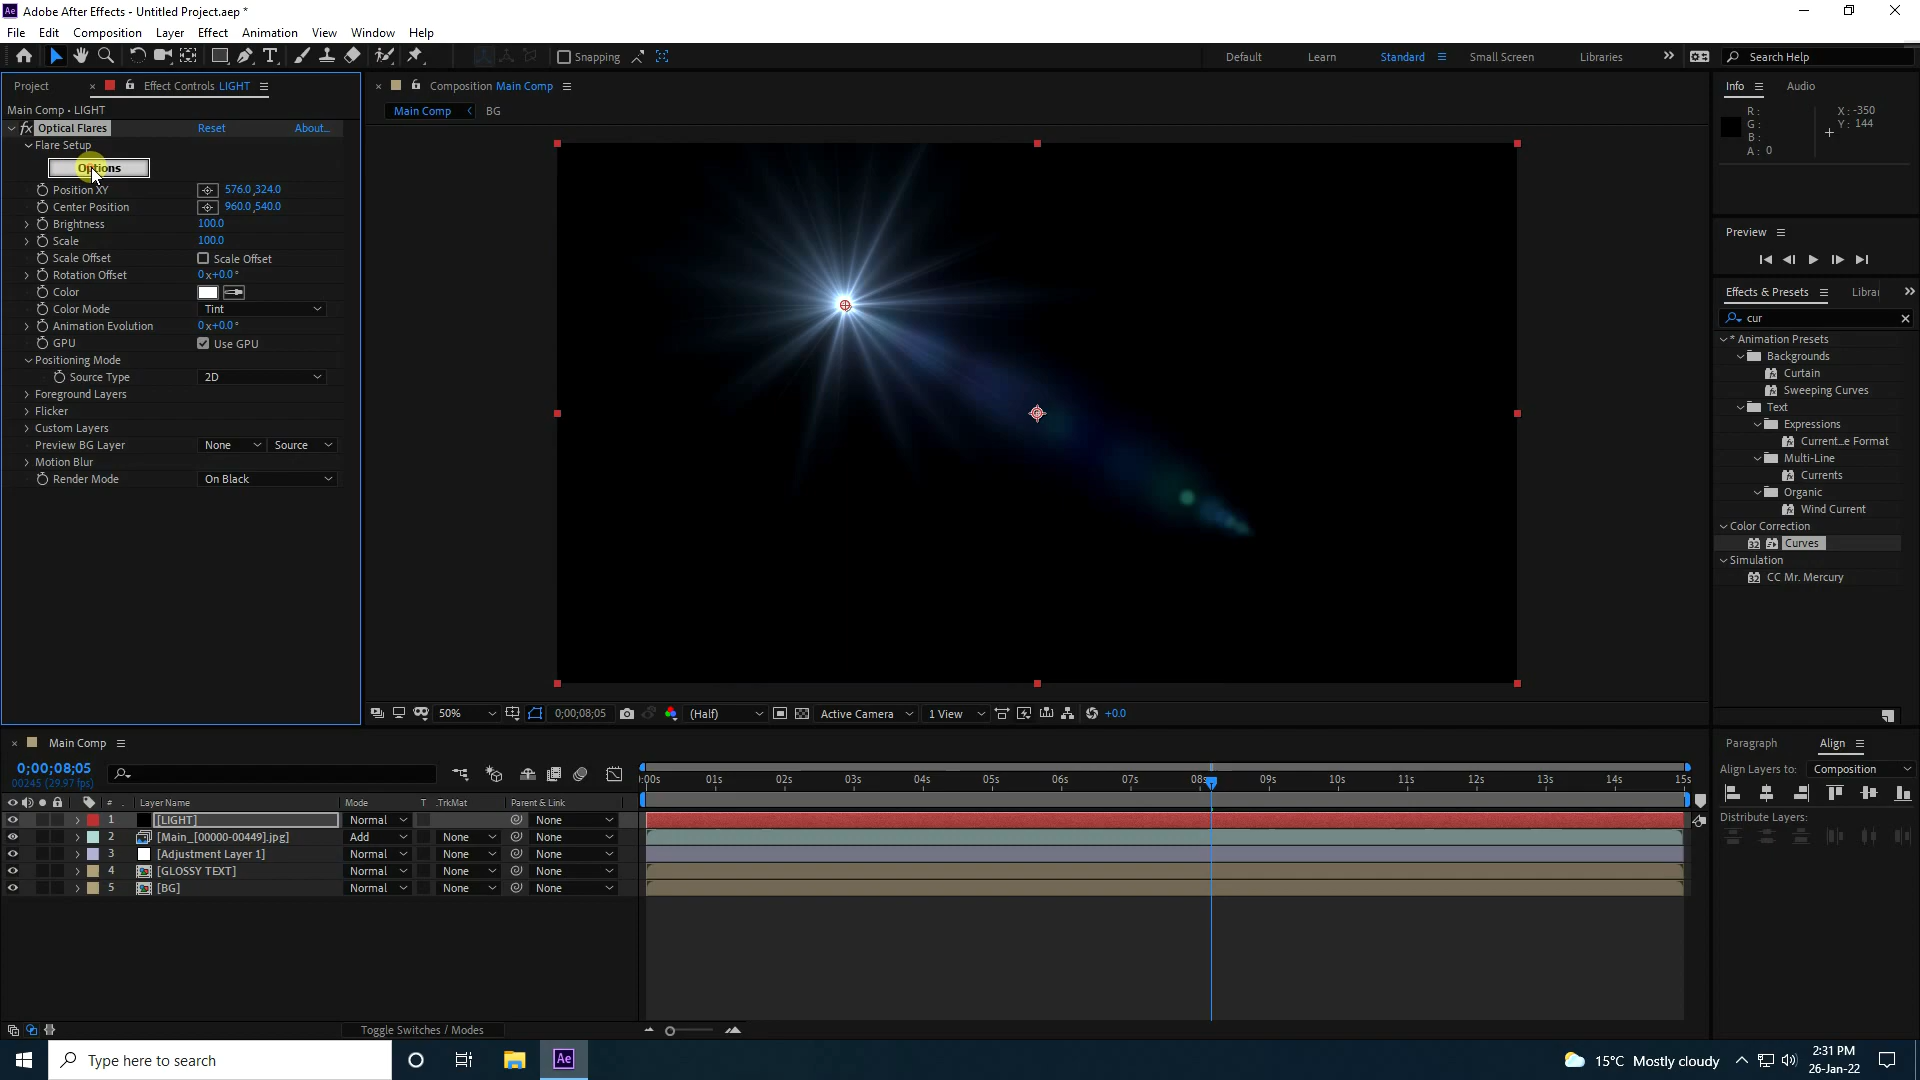 Adobe After Effects - Untitled Project.aep *
File Edit Composition Layer Effect Animation View Window Help
Snapping
Default Learn Standard Small Screen Libraries
Search Help
Project Effect Controls LIGHT
Main Comp • LIGHT
Optical Flares Reset About...
Flare Setup
Options
Position XY 576.0,324.0
Center Position 960.0,540.0
Brightness 100.0
Scale 100.0
Scale Offset Scale Offset
Rotation Offset 0x+0.0°
Color
Color Mode Tint
Animation Evolution 0x+0.0°
GPU Use GPU
Positioning Mode
Source Type 2D
Foreground Layers
Flicker
Custom Layers
Preview BG Layer None Source
Motion Blur
Render Mode On Black
Composition Main Comp
Main Comp BG
50% 0;00;08;05 (Half) Active Camera 1 View +0.0
Info Audio
R: X: -350
G: Y: 144
B:
A: 0
Preview
Effects & Presets Librai
cur
* Animation Presets
Backgrounds
Curtain
Sweeping Curves
Text
Expressions
Current...e Format
Multi-Line
Currents
Organic
Wind Current
Color Correction
32 Curves
Simulation
32 CC Mr. Mercury
Main Comp
0;00;08;05
00245 (29.97 fps)
# Layer Name Mode T .TrkMat Parent & Link
1 [LIGHT] Normal None
2 [Main_[00000-00449].jpg] Add None None
3 [Adjustment Layer 1] Normal None None
4 [GLOSSY TEXT] Normal None None
5 [BG] Normal None None
Toggle Switches / Modes
:00s 01s 02s 03s 04s 05s 06s 07s 08s 09s 10s 11s 12s 13s 14s 15s
Paragraph Align
Align Layers to: Composition
Distribute Layers:
Type here to search
Ae
15°C Mostly cloudy
2:31 PM
26-Jan-22